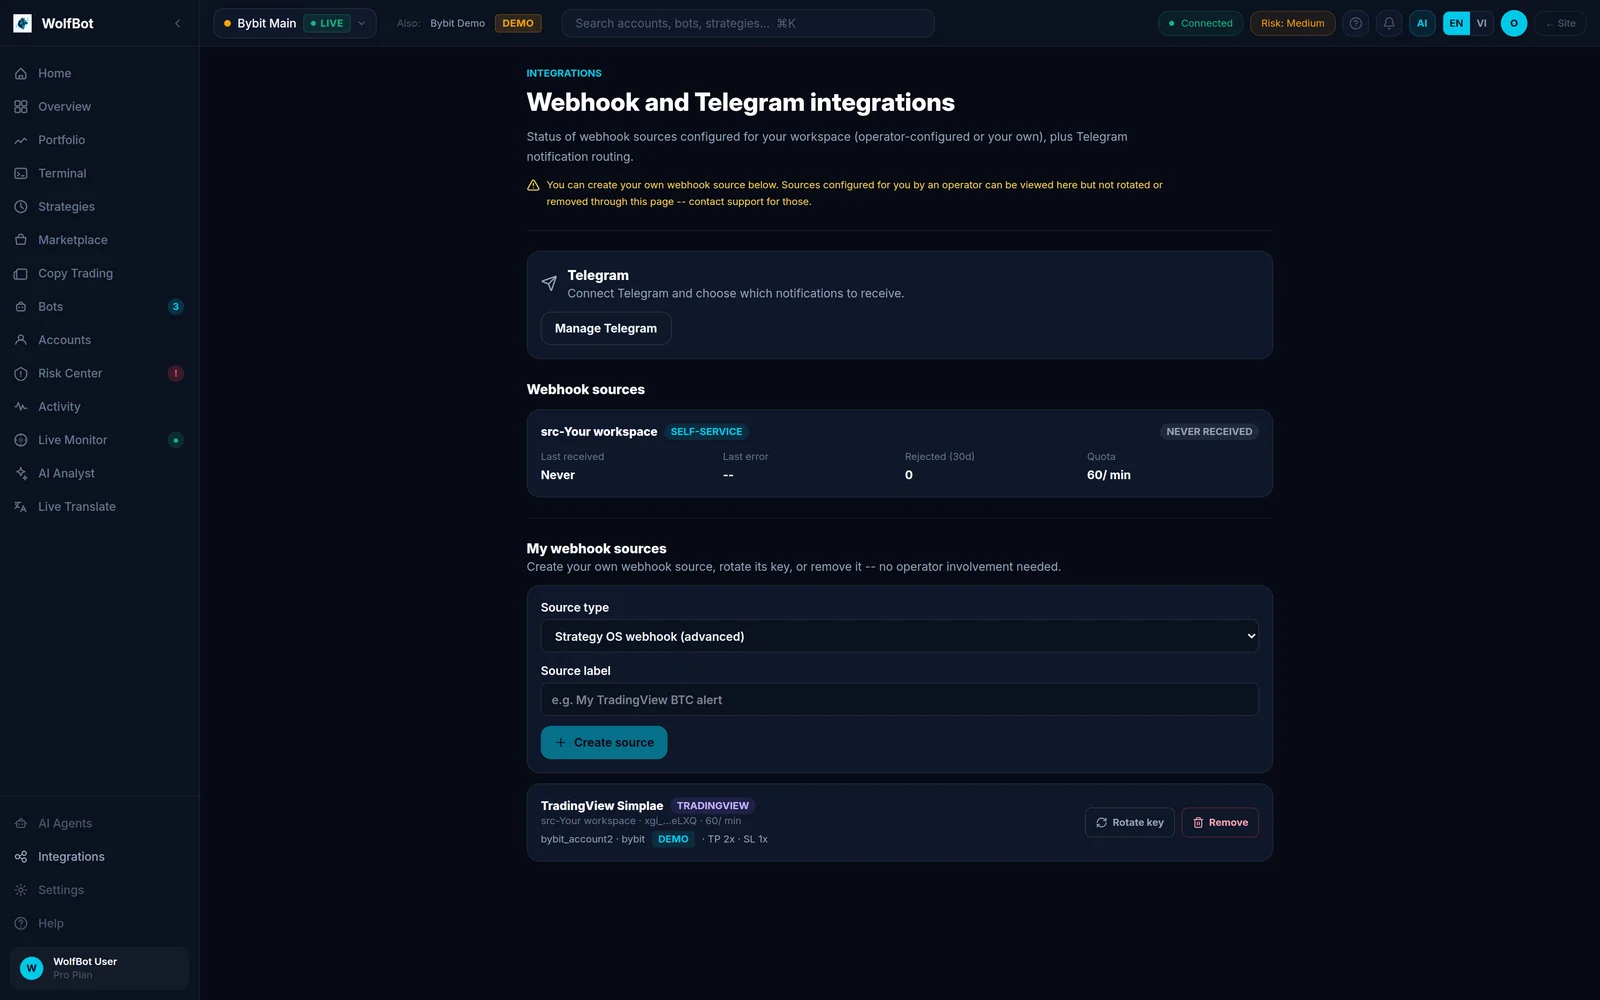 WolfBot
Bybit Main
LIVE
Also:
Bybit Demo
DEMO
Search accounts, bots, strategies... ⌘K
Connected
Risk: Medium
AI
EN
VI
O
← Site
Home
Overview
Portfolio
Terminal
Strategies
Marketplace
Copy Trading
Bots
3
Accounts
Risk Center
!
Activity
Live Monitor
AI Analyst
Live Translate
AI Agents
Integrations
Settings
Help
W
WolfBot User
Pro Plan
INTEGRATIONS
Webhook and Telegram integrations
Status of webhook sources configured for your workspace (operator-configured or your own), plus Telegram
notification routing.
You can create your own webhook source below. Sources configured for you by an operator can be viewed here but not rotated or
removed through this page -- contact support for those.
Telegram
Connect Telegram and choose which notifications to receive.
Manage Telegram
Webhook sources
src-Your workspace
SELF-SERVICE
NEVER RECEIVED
Last received
Last error
Rejected (30d)
Quota
Never
--
0
60/ min
My webhook sources
Create your own webhook source, rotate its key, or remove it -- no operator involvement needed.
Source type
Strategy OS webhook (advanced)
Source label
e.g. My TradingView BTC alert
+ Create source
TradingView Simplae
TRADINGVIEW
src-Your workspace · xgi_...eLXQ · 60/ min
bybit_account2 · bybit DEMO · TP 2x · SL 1x
Rotate key
Remove